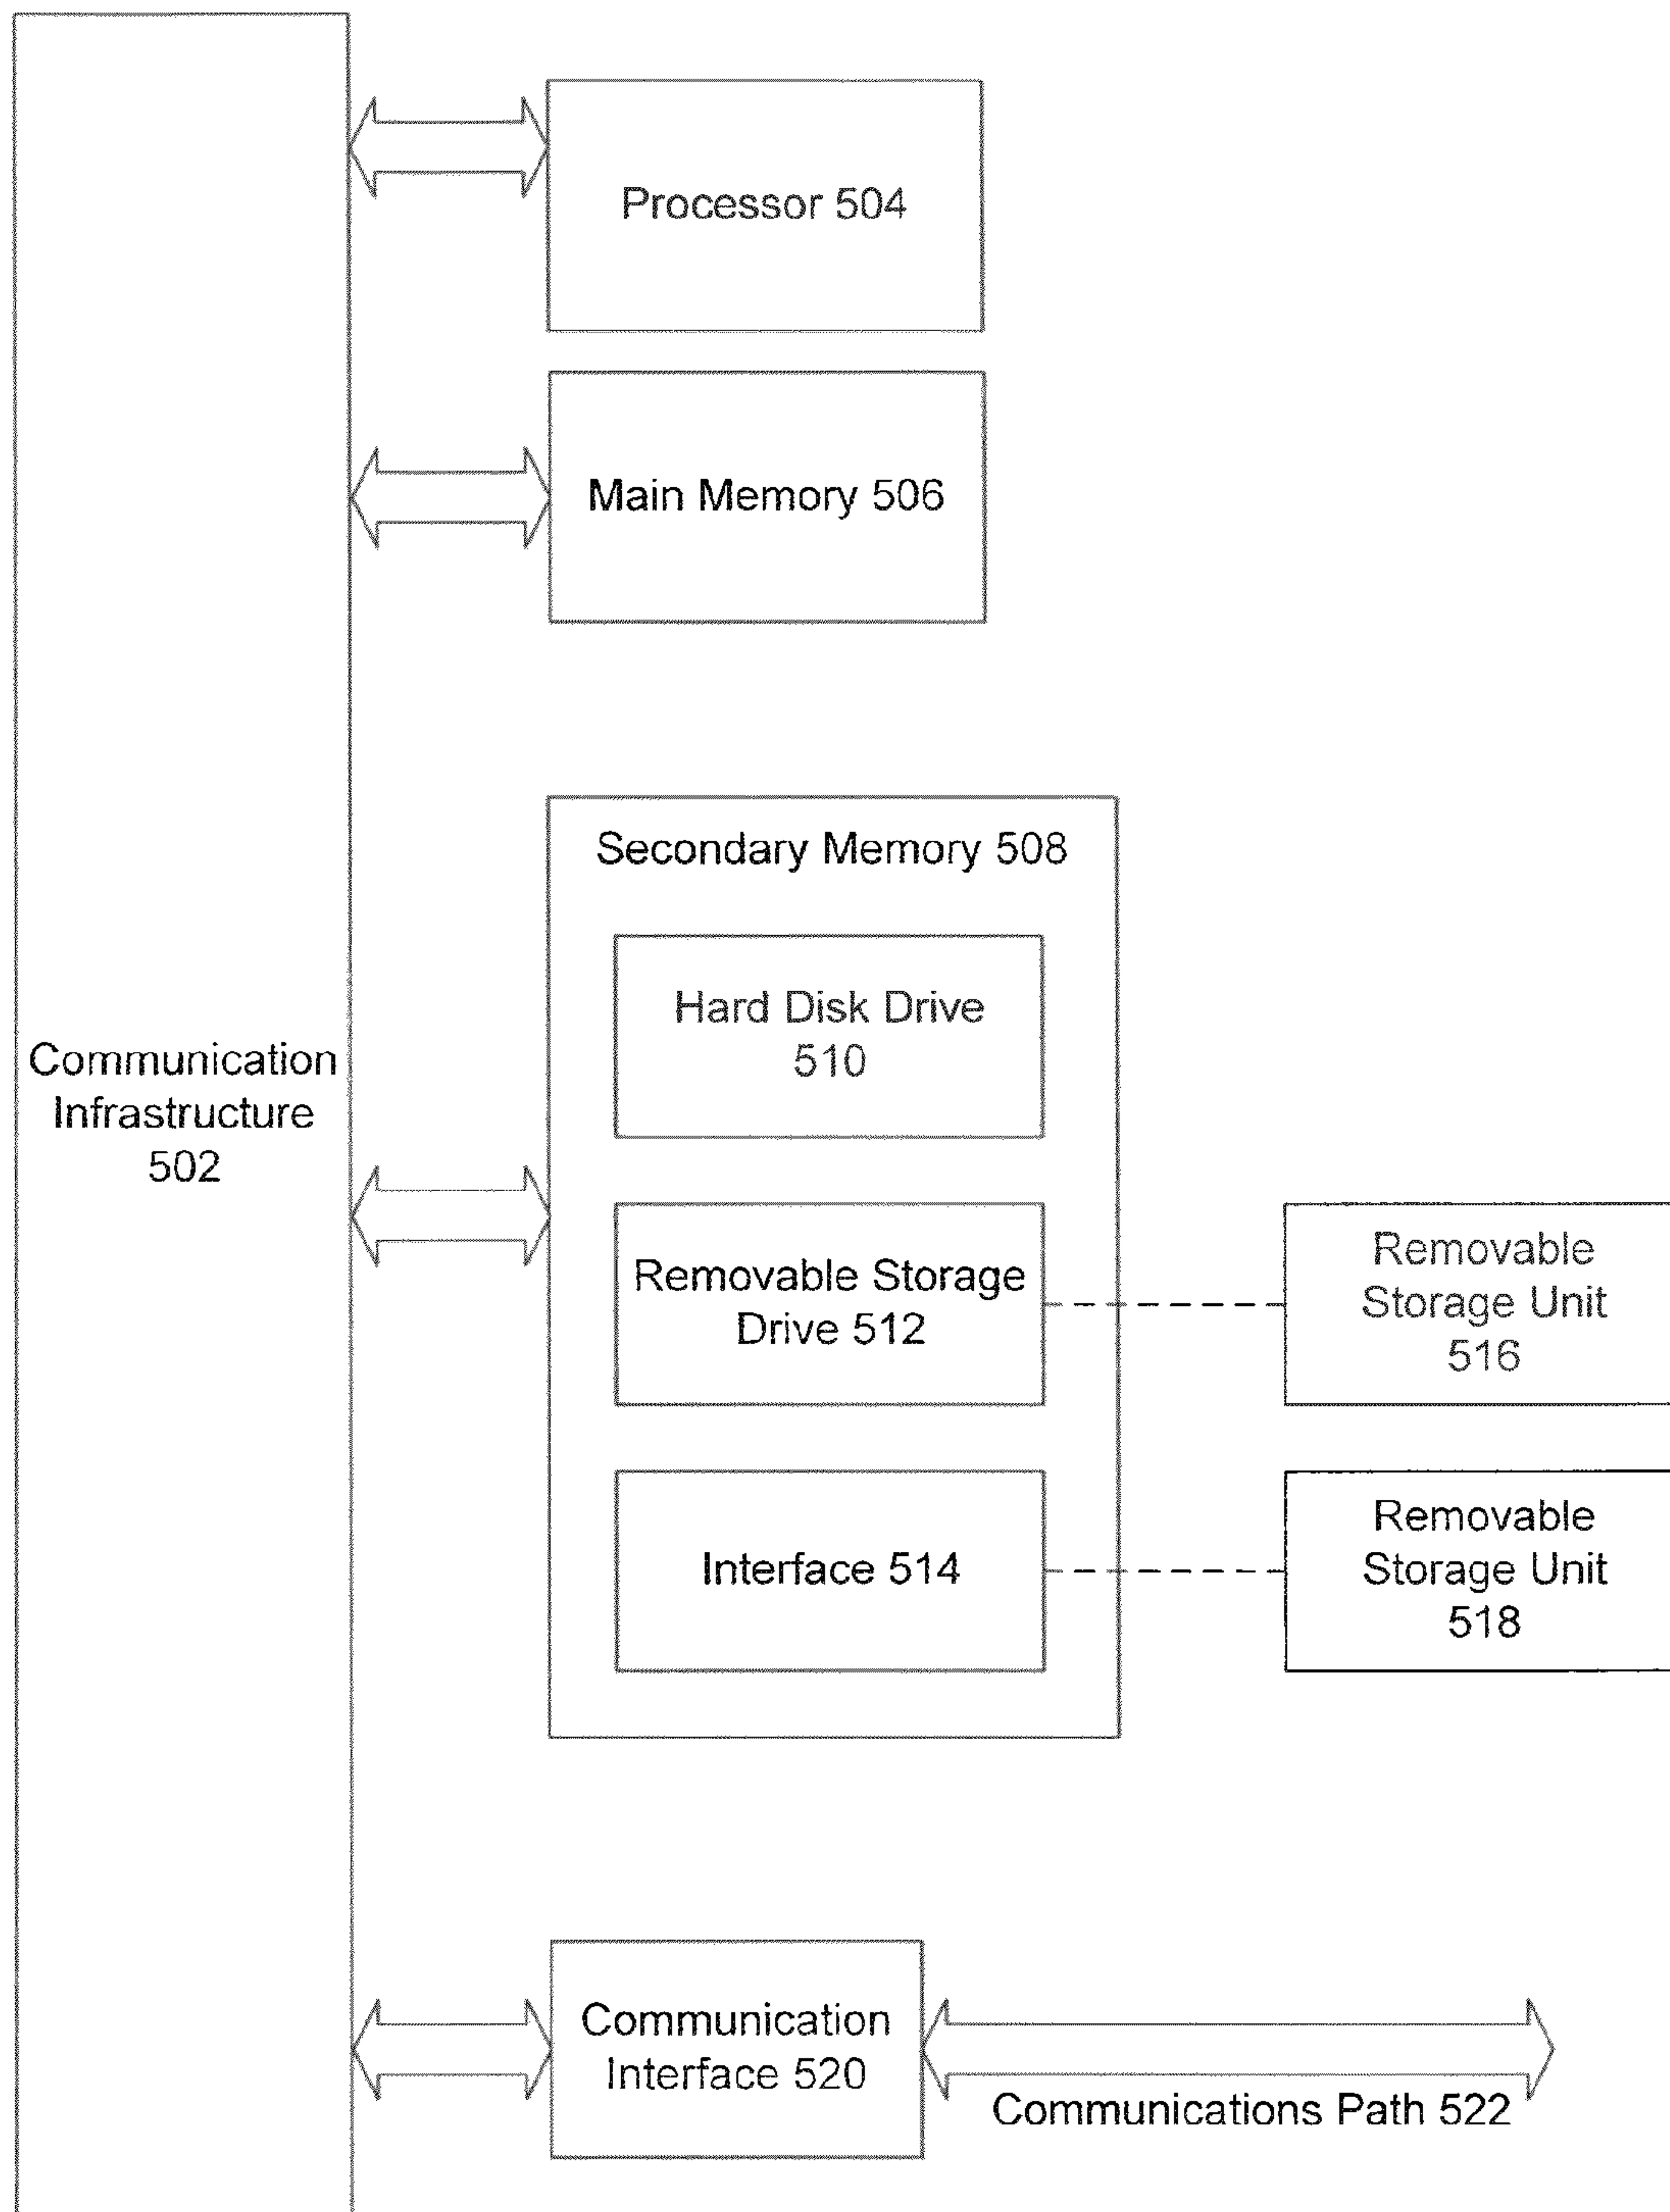 Processor 504
Main Memory 506
Secondary Memory 508
Hard Disk Drive
510
Communication
Infrastructure
502
Removable Storage
Drive 512
Removable
Storage Unit
516
Interface 514
Removable
Storage Unit
518
Communication
Interface 520
Communications Path 522